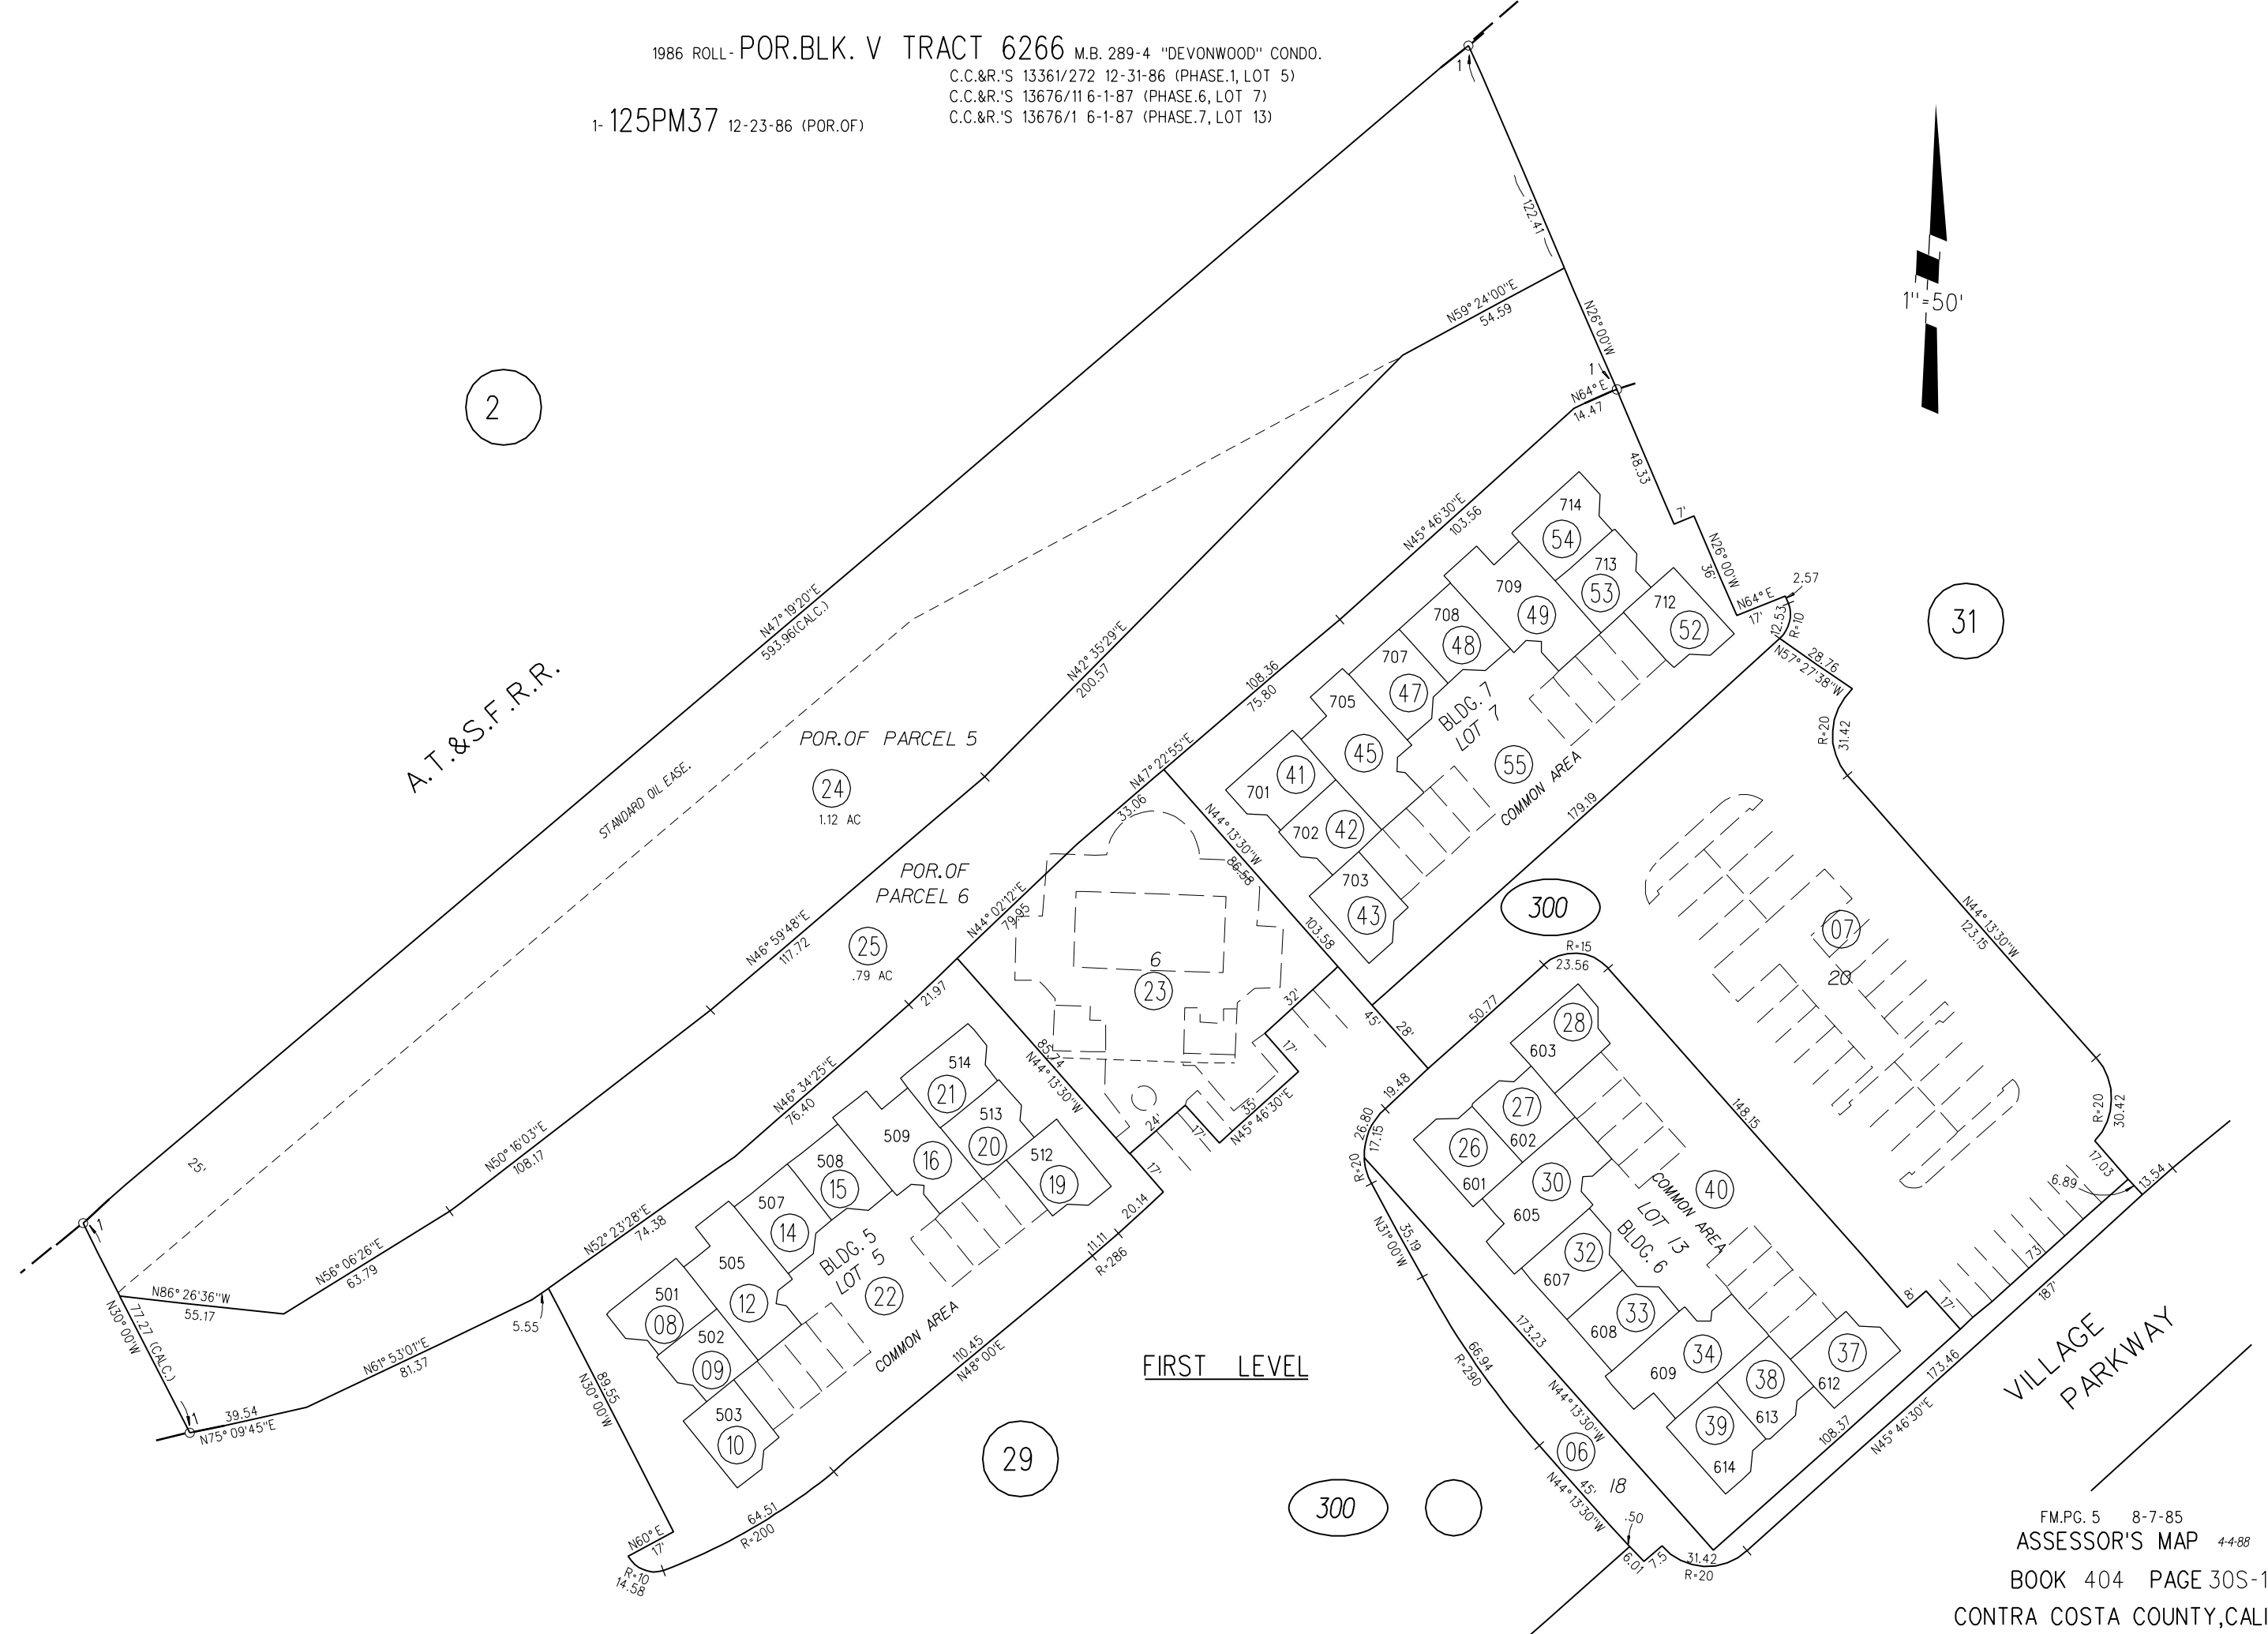 1986 ROLL- POR.BLK. V TRACT 6266 M.B. 289-4 "DEVONWOOD" CONDO.
C.C.&R.'S 13361/272 12-31-86 (PHASE.1, LOT 5)
C.C.&R.'S 13676/11 6-1-87 (PHASE.6, LOT 7)
C.C.&R.'S 13676/1 6-1-87 (PHASE.7, LOT 13)
1- 125PM37 12-23-86 (POR.OF)
1
122.41
1"=50'
N59° 24'00"E
54.59
N26° 00'W
1
N64° E
14.47
2
48.33
7'
N26° 00'W
36'
2.57
N64° E
17'
12.53
R=10
31
28.76
N57° 27'38"W
R=20
31.42
N47° 19'20"E
593.96(CALC.)
N42° 35'29"E
200.57
N45° 46'30"E
103.56
108.36
75.80
714
54
713
53
712
52
709
49
708
48
707
47
705
45
BLDG. 7
LOT 7
55
COMMON AREA
701
41
702
42
703
43
179.19
A.T.&S.F.R.R.
STANDARD OIL EASE.
POR.OF PARCEL 5
24
1.12 AC
POR.OF
PARCEL 6
25
.79 AC
N47° 22'55"E
33.06
N44° 13'30"W
86.58
103.58
N44° 02'12"E
79.95
N46° 59'48"E
117.72
21.97
6
23
32'
45'
28'
17'
35'
N45° 46'30"E
17'
24'
85.74
N44° 13'30"W
17'
20.14
11.11
R=286
300
R=15
23.56
50.77
19.48
07
20
N44° 13'30"W
123.15
R=20
30.42
17.03
6.89
13.54
73'
187'
8'
17'
148.15
28
603
27
602
26
601
30
605
40
COMMON AREA
LOT 13
BLDG. 6
32
607
33
608
34
609
37
612
38
613
39
614
26.80
17.15
R=20
35.19
N31° 00'W
66.94
R=290
173.23
N44° 13'30"W
06
18
45'
N44° 13'30"W
.50
6.01
7.5
31.42
R=20
108.37
173.46
N45° 46'30"E
VILLAGE
PARKWAY
25'
N46° 34'25"E
76.40
N50° 16'03"E
108.17
N52° 23'28"E
74.38
N56° 06'26"E
63.79
N86° 26'36"W
55.17
1
N30° 00'W
77.27 (CALC.)
1
39.54
N75° 09'45"E
N61° 53'01"E
81.37
5.55
89.55
N30° 00'W
N60° E
17'
R=10
14.58
64.51
R=200
110.45
N48° 00'E
514
21
513
20
512
19
509
16
508
15
507
14
505
12
BLDG. 5
LOT 5
22
COMMON AREA
501
08
502
09
503
10
FIRST LEVEL
29
300
FM.PG. 5 8-7-85
ASSESSOR'S MAP 4-4-88
BOOK 404 PAGE 30S-1
CONTRA COSTA COUNTY,CALI